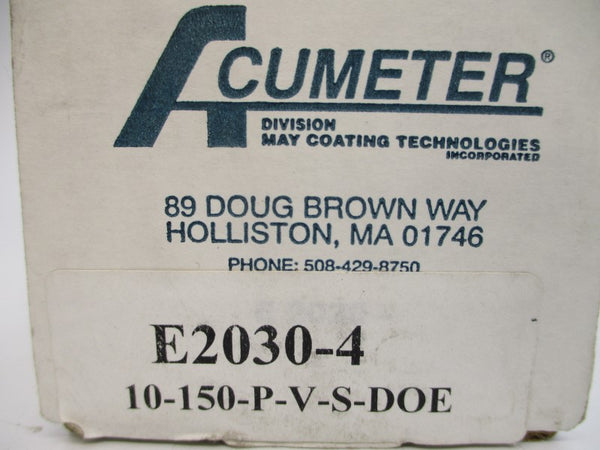 ACUMETER®
DIVISION
MAY COATING TECHNOLOGIES
INCORPORATED
89 DOUG BROWN WAY
HOLLISTON, MA 01746
PHONE: 508-429-8750
E2030-4
10-150-P-V-S-DOE